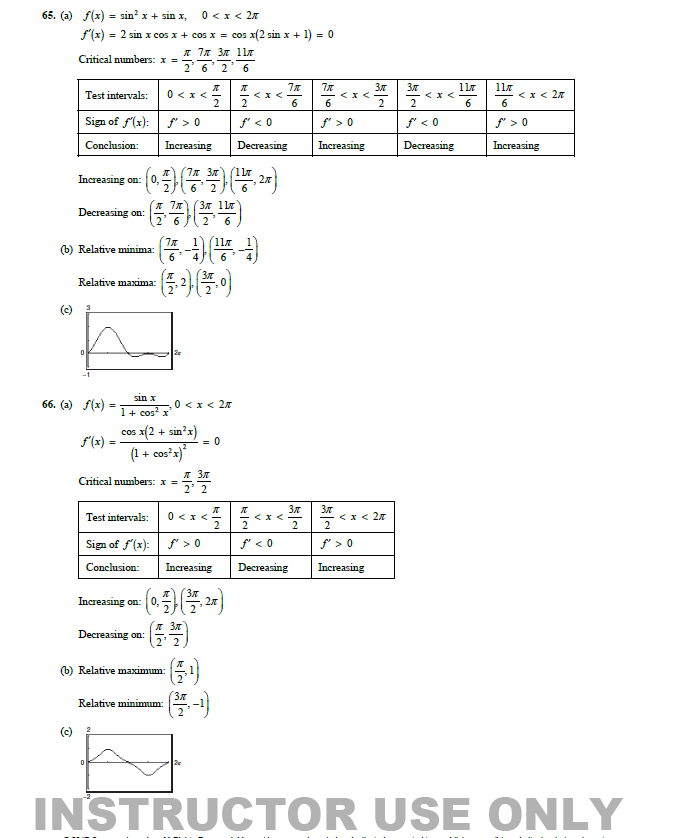 65. (a) f(x) = sin² x + sin x, 0 < x < 2π
f′(x) = 2 sin x cos x + cos x = cos x(2 sin x + 1) = 0
Critical numbers: x = π/2, 7π/6, 3π/2, 11π/6
Test intervals: 0 < x < π/2 π/2 < x < 7π/6 7π/6 < x < 3π/2 3π/2 < x < 11π/6 11π/6 < x < 2π
Sign of f′(x): f′ > 0 f′ < 0 f′ > 0 f′ < 0 f′ > 0
Conclusion: Increasing Decreasing Increasing Decreasing Increasing
Increasing on: (0, π/2), (7π/6, 3π/2), (11π/6, 2π)
Decreasing on: (π/2, 7π/6), (3π/2, 11π/6)
(b) Relative minima: (7π/6, −1/4), (11π/6, −1/4)
Relative maxima: (π/2, 2), (3π/2, 0)
(c)
3
0 2π
−1
66. (a) f(x) = sin x/(1 + cos² x), 0 < x < 2π
f′(x) = cos x(2 + sin² x)/(1 + cos² x)² = 0
Critical numbers: x = π/2, 3π/2
Test intervals: 0 < x < π/2 π/2 < x < 3π/2 3π/2 < x < 2π
Sign of f′(x): f′ > 0 f′ < 0 f′ > 0
Conclusion: Increasing Decreasing Increasing
Increasing on: (0, π/2), (3π/2, 2π)
Decreasing on: (π/2, 3π/2)
(b) Relative maximum: (π/2, 1)
Relative minimum: (3π/2, −1)
(c)
2
0 2π
−2
INSTRUCTOR USE ONLY